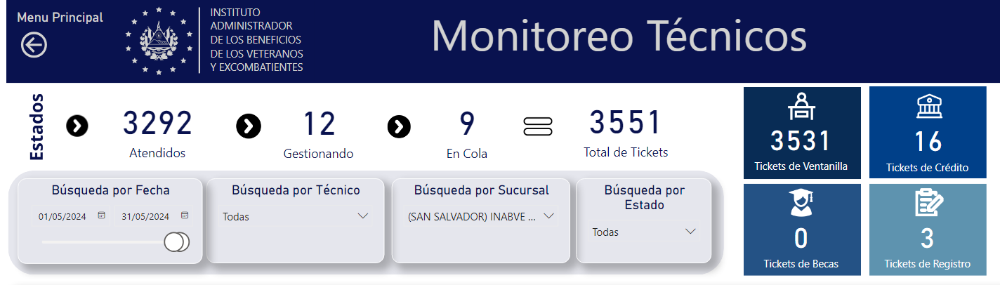 Menu Principal
INSTITUTO
ADMINISTRADOR
DE LOS BENEFICIOS
DE LOS VETERANOS
Y EXCOMBATIENTES
Monitoreo Técnicos
Estados
3292
Atendidos
12
Gestionando
9
En Cola
3551
Total de Tickets
3531
Tickets de Ventanilla
16
Tickets de Crédito
Búsqueda por Fecha
01/05/2024
31/05/2024
Búsqueda por Técnico
Todas
Búsqueda por Sucursal
(SAN SALVADOR) INABVE ...
Búsqueda por
Estado
Todas
0
Tickets de Becas
3
Tickets de Registro